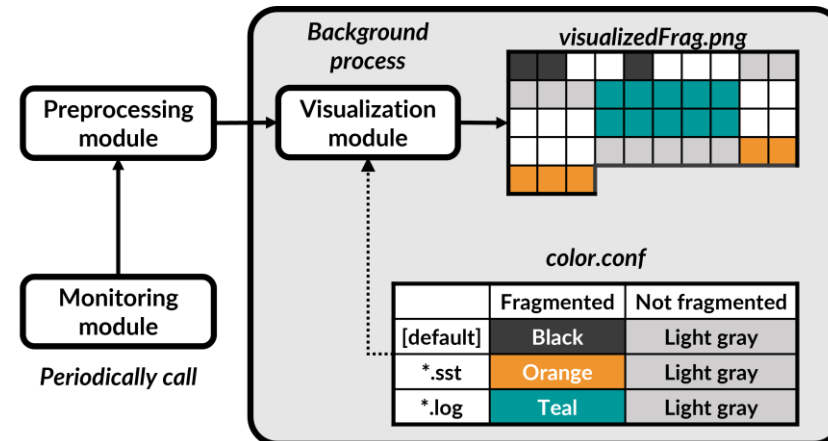 Background
process
visualizedFrag.png
Preprocessing
module
Visualization
module
color.conf
Monitoring
module
Periodically call
Fragmented Not fragmented
[default] Black Light gray
*.sst Orange Light gray
*.log Teal Light gray